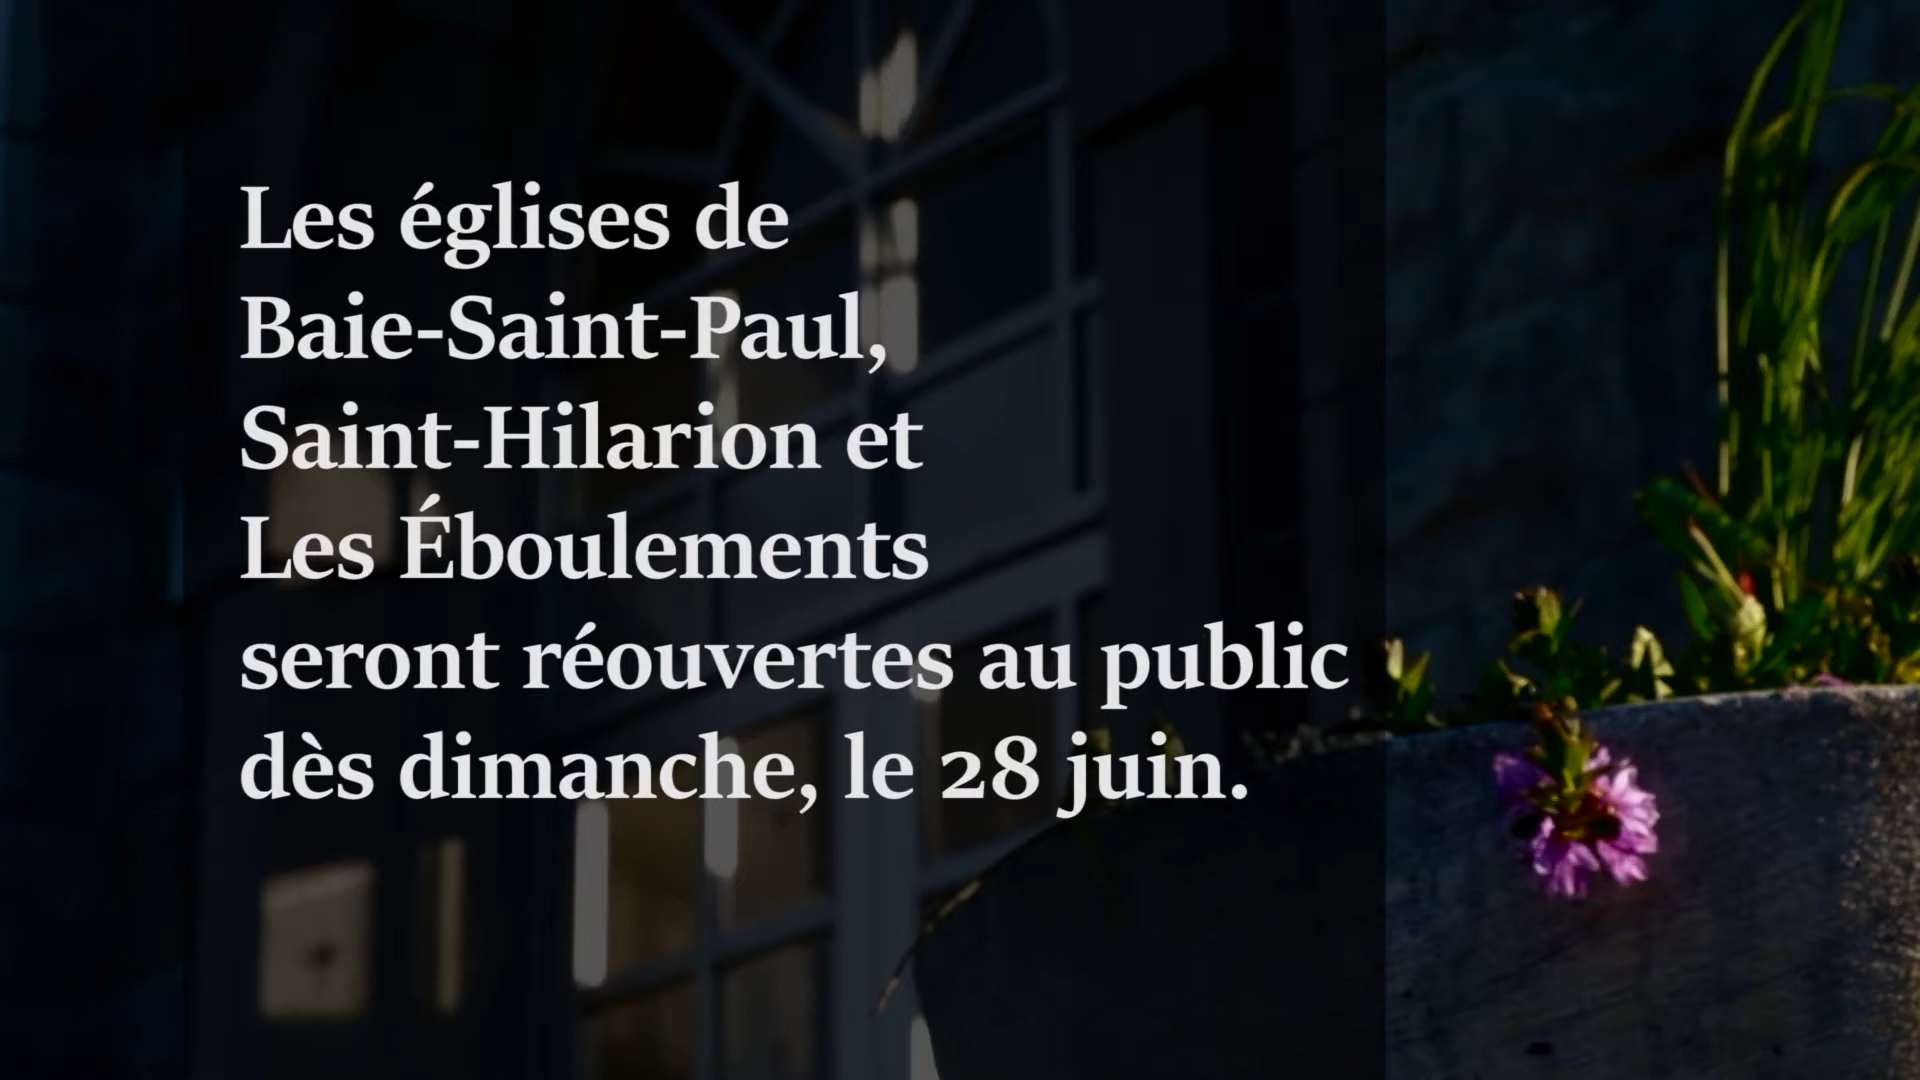 Les églises de
Baie-Saint-Paul,
Saint-Hilarion et
Les Éboulements
seront réouvertes au public
dès dimanche, le 28 juin.